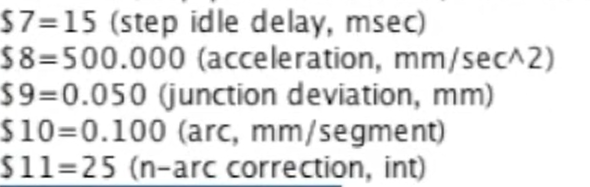 $7=15 (step idle delay, msec)
$8=500.000 (acceleration, mm/sec^2)
$9=0.050 (junction deviation, mm)
$10=0.100 (arc, mm/segment)
$11=25 (n-arc correction, int)